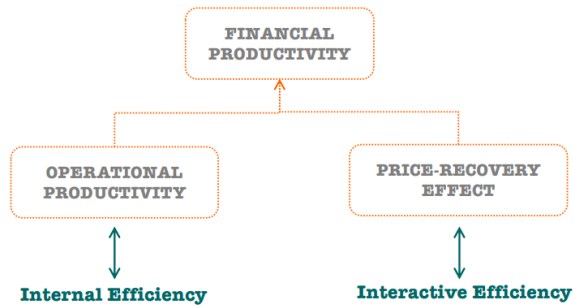 FINANCIAL
PRODUCTIVITY
OPERATIONAL
PRODUCTIVITY
PRICE-RECOVERY
EFFECT
Internal Efficiency
Interactive Efficiency